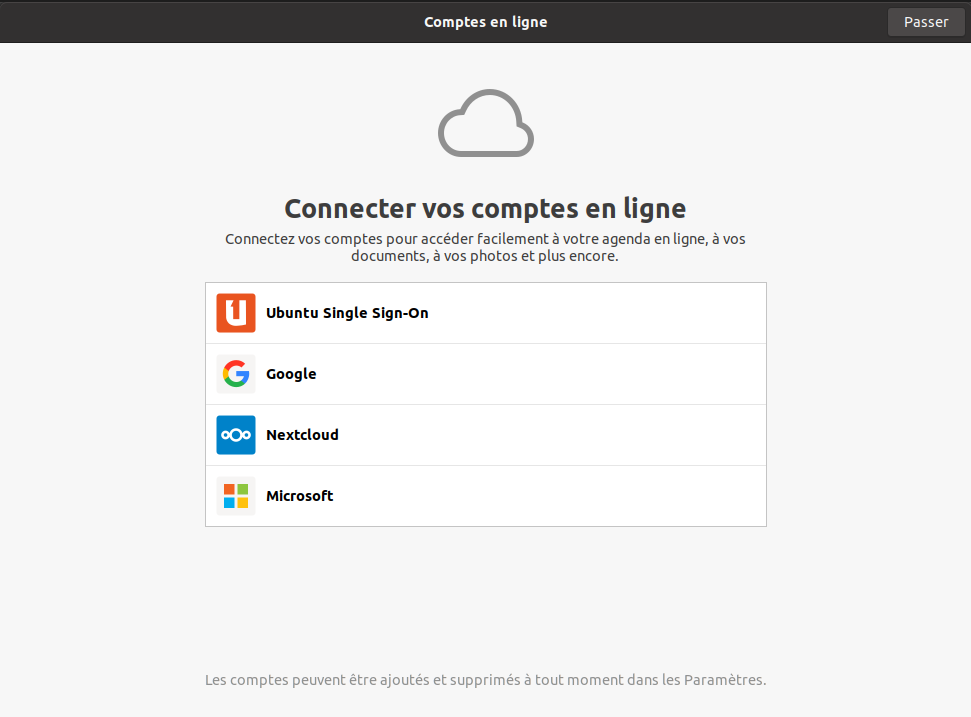 Comptes en ligne
Passer
Connecter vos comptes en ligne
Connectez vos comptes pour accéder facilement à votre agenda en ligne, à vos
documents, à vos photos et plus encore.
Ubuntu Single Sign-On
Google
Nextcloud
Microsoft
Les comptes peuvent être ajoutés et supprimés à tout moment dans les Paramètres.